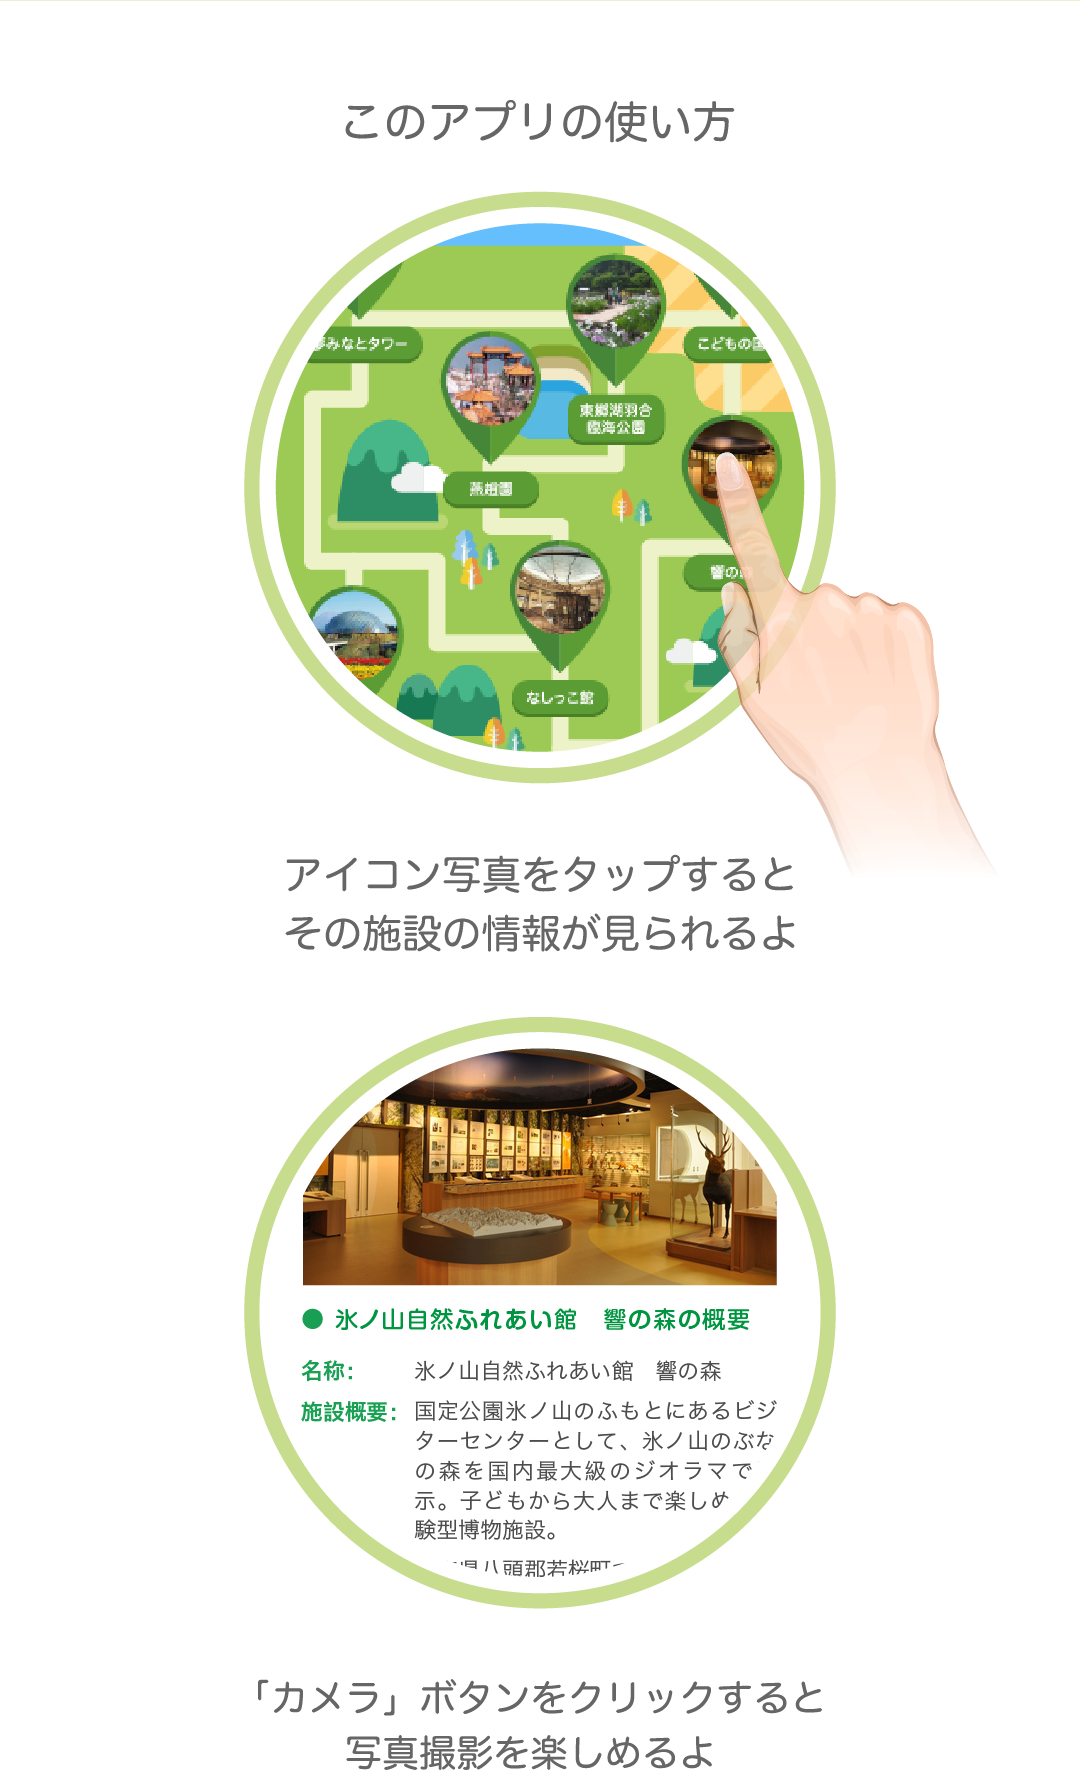 このアプリの使い方
みなとタワー
こどもの国
東郷湖羽合
臨海公園
燕趙園
響の
なしっこ館
アイコン写真をタップすると
その施設の情報が見られるよ
● 氷ノ山自然ふれあい館　響の森の概要
名称： 氷ノ山自然ふれあい館　響の森
施設概要： 国定公園氷ノ山のふもとにあるビジ
ターセンターとして、氷ノ山のぶな
の森を国内最大級のジオラマで
示。子どもから大人まで楽しめ
験型博物施設。
県八頭郡若桜町
「カメラ」ボタンをクリックすると
写真撮影を楽しめるよ